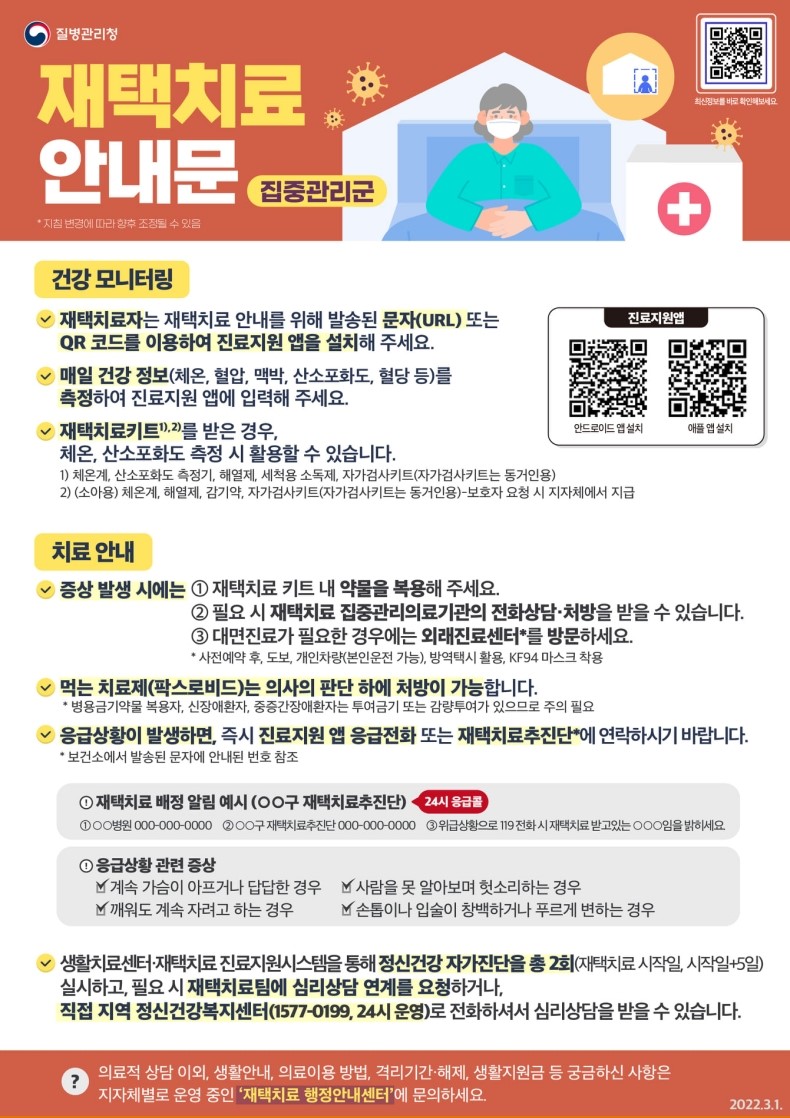 질병관리청
재택치료
안내문 집중관리군
* 지침 변경에 따라 향후 조정될 수 있음
최신정보를 바로 확인해보세요.
건강 모니터링
재택치료자는 재택치료 안내를 위해 발송된 문자(URL) 또는
QR 코드를 이용하여 진료지원 앱을 설치해 주세요.
매일 건강 정보(체온, 혈압, 맥박, 산소포화도, 혈당 등)를
측정하여 진료지원 앱에 입력해 주세요.
재택치료키트1),2)를 받은 경우,
체온, 산소포화도 측정 시 활용할 수 있습니다.
1) 체온계, 산소포화도 측정기, 해열제, 세척용 소독제, 자가검사키트(자가검사키트는 동거인용)
2) (소아용) 체온계, 해열제, 감기약, 자가검사키트(자가검사키트는 동거인용)-보호자 요청 시 지자체에서 지급
진료지원앱
안드로이드 앱 설치 애플 앱 설치
치료 안내
증상 발생 시에는 ① 재택치료 키트 내 약물을 복용해 주세요.
② 필요 시 재택치료 집중관리의료기관의 전화상담·처방을 받을 수 있습니다.
③ 대면진료가 필요한 경우에는 외래진료센터*를 방문하세요.
* 사전예약 후, 도보, 개인차량(본인운전 가능), 방역택시 활용, KF94 마스크 착용
먹는 치료제(팍스로비드)는 의사의 판단 하에 처방이 가능합니다.
* 병용금기약물 복용자, 신장애환자, 중증간장애환자는 투여금기 또는 감량투여가 있으므로 주의 필요
응급상황이 발생하면, 즉시 진료지원 앱 응급전화 또는 재택치료추진단*에 연락하시기 바랍니다.
* 보건소에서 발송된 문자에 안내된 번호 참조
! 재택치료 배정 알림 예시 (○○구 재택치료추진단) 24시 응급콜
① ○○병원 000-000-0000 ② ○○구 재택치료추진단 000-000-0000 ③ 위급상황으로 119 전화 시 재택치료 받고있는 ○○○임을 밝히세요.
! 응급상황 관련 증상
계속 가슴이 아프거나 답답한 경우 사람을 못 알아보며 헛소리하는 경우
깨워도 계속 자려고 하는 경우 손톱이나 입술이 창백하거나 푸르게 변하는 경우
생활치료센터·재택치료 진료지원시스템을 통해 정신건강 자가진단을 총 2회(재택치료 시작일, 시작일+5일)
실시하고, 필요 시 재택치료팀에 심리상담 연계를 요청하거나,
직접 지역 정신건강복지센터(1577-0199, 24시 운영)로 전화하셔서 심리상담을 받을 수 있습니다.
? 의료적 상담 이외, 생활안내, 의료이용 방법, 격리기간·해제, 생활지원금 등 궁금하신 사항은
지자체별로 운영 중인 ‘재택치료 행정안내센터’에 문의하세요.
2022.3.1.